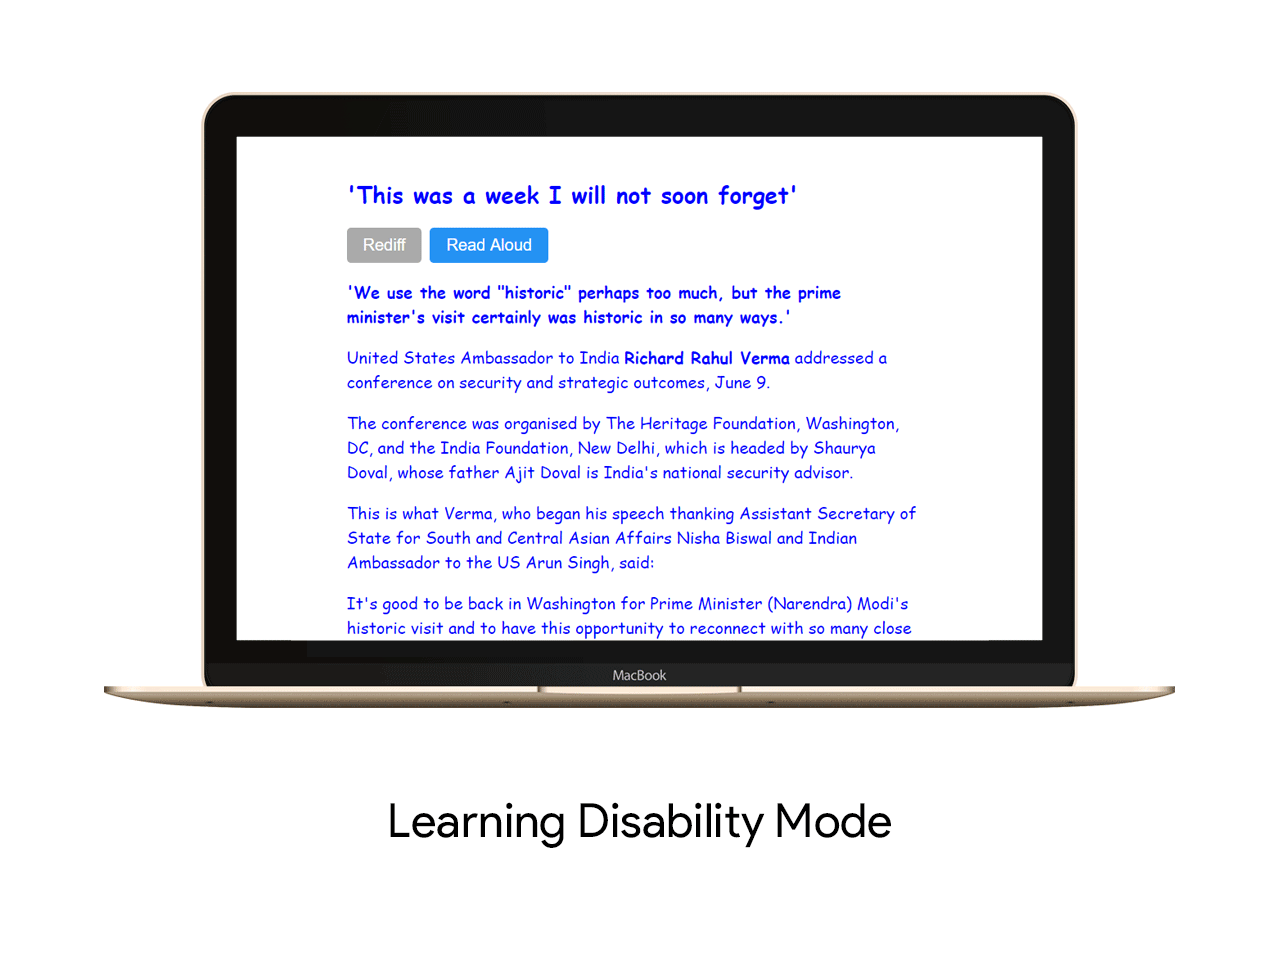 'This was a week I will not soon forget'
Rediff
Read Aloud
'We use the word "historic" perhaps too much, but the prime
minister's visit certainly was historic in so many ways.'
United States Ambassador to India Richard Rahul Verma addressed a
conference on security and strategic outcomes, June 9.
The conference was organised by The Heritage Foundation, Washington,
DC, and the India Foundation, New Delhi, which is headed by Shaurya
Doval, whose father Ajit Doval is India's national security advisor.
This is what Verma, who began his speech thanking Assistant Secretary of
State for South and Central Asian Affairs Nisha Biswal and Indian
Ambassador to the US Arun Singh, said:
It's good to be back in Washington for Prime Minister (Narendra) Modi's
historic visit and to have this opportunity to reconnect with so many close
MacBook
Learning Disability Mode